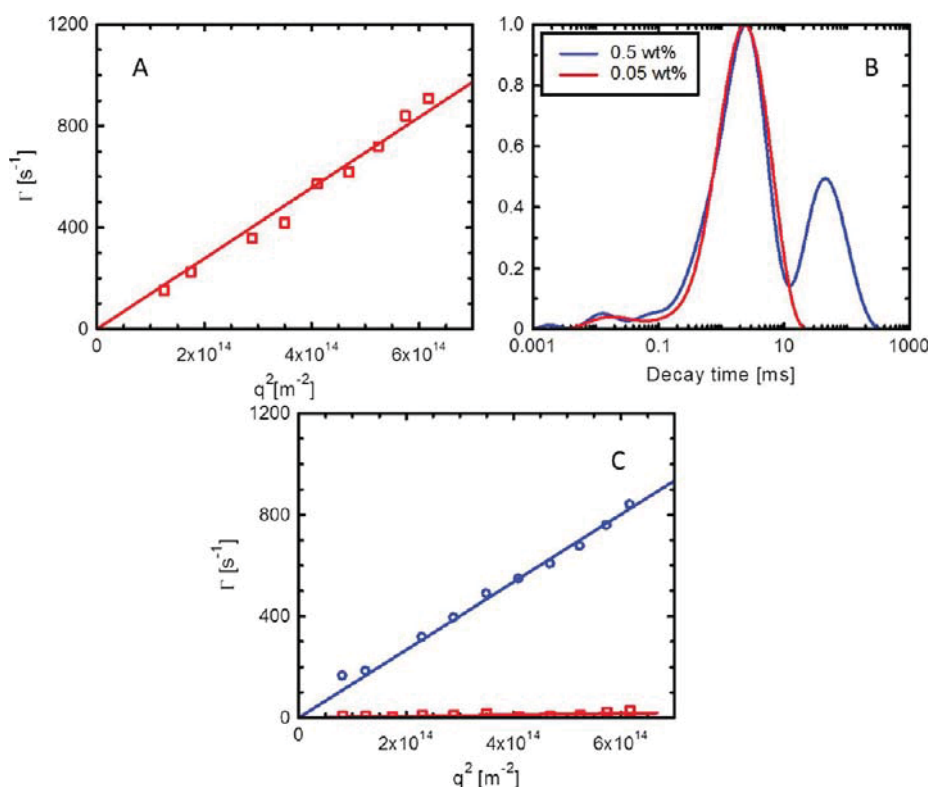 A
1200
800
400
0
Γ [s⁻¹]
0
2x10¹⁴
4x10¹⁴
6x10¹⁴
q²[m⁻²]
B
0.5 wt%
0.05 wt%
1.0
0.8
0.6
0.4
0.2
0
0.001
0.1
10
1000
Decay time [ms]
C
1200
800
400
0
Γ [s⁻¹]
0
2x10¹⁴
4x10¹⁴
6x10¹⁴
q² [m⁻²]